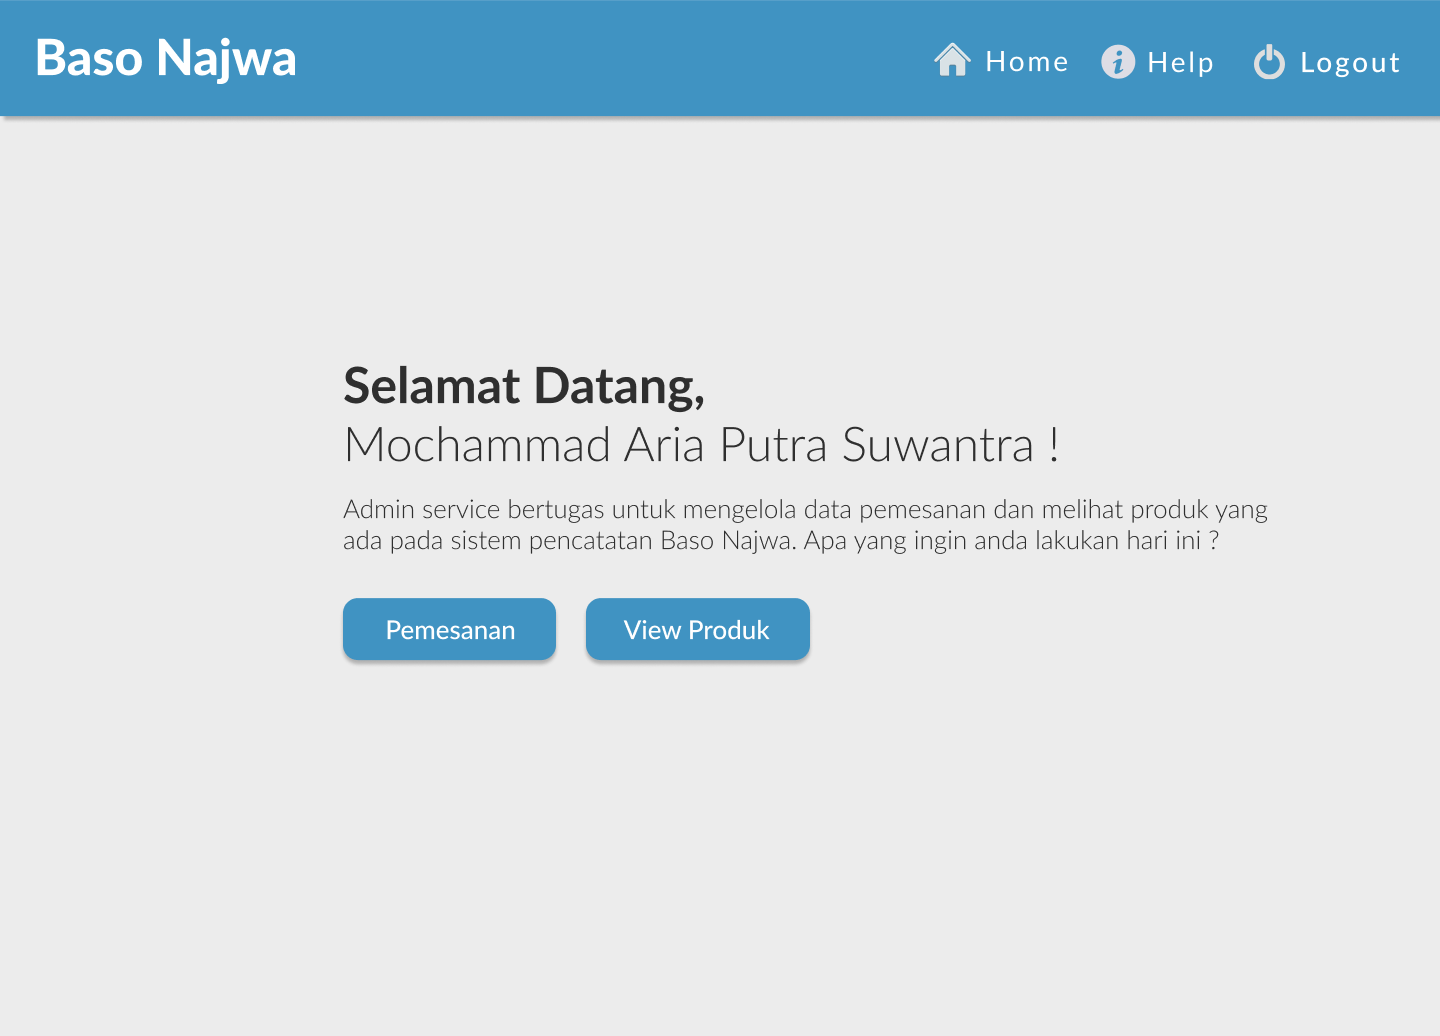 Baso Najwa
Home
Help
Logout
Selamat Datang,
Mochammad Aria Putra Suwantra !
Admin service bertugas untuk mengelola data pemesanan dan melihat produk yang
ada pada sistem pencatatan Baso Najwa. Apa yang ingin anda lakukan hari ini ?
Pemesanan
View Produk